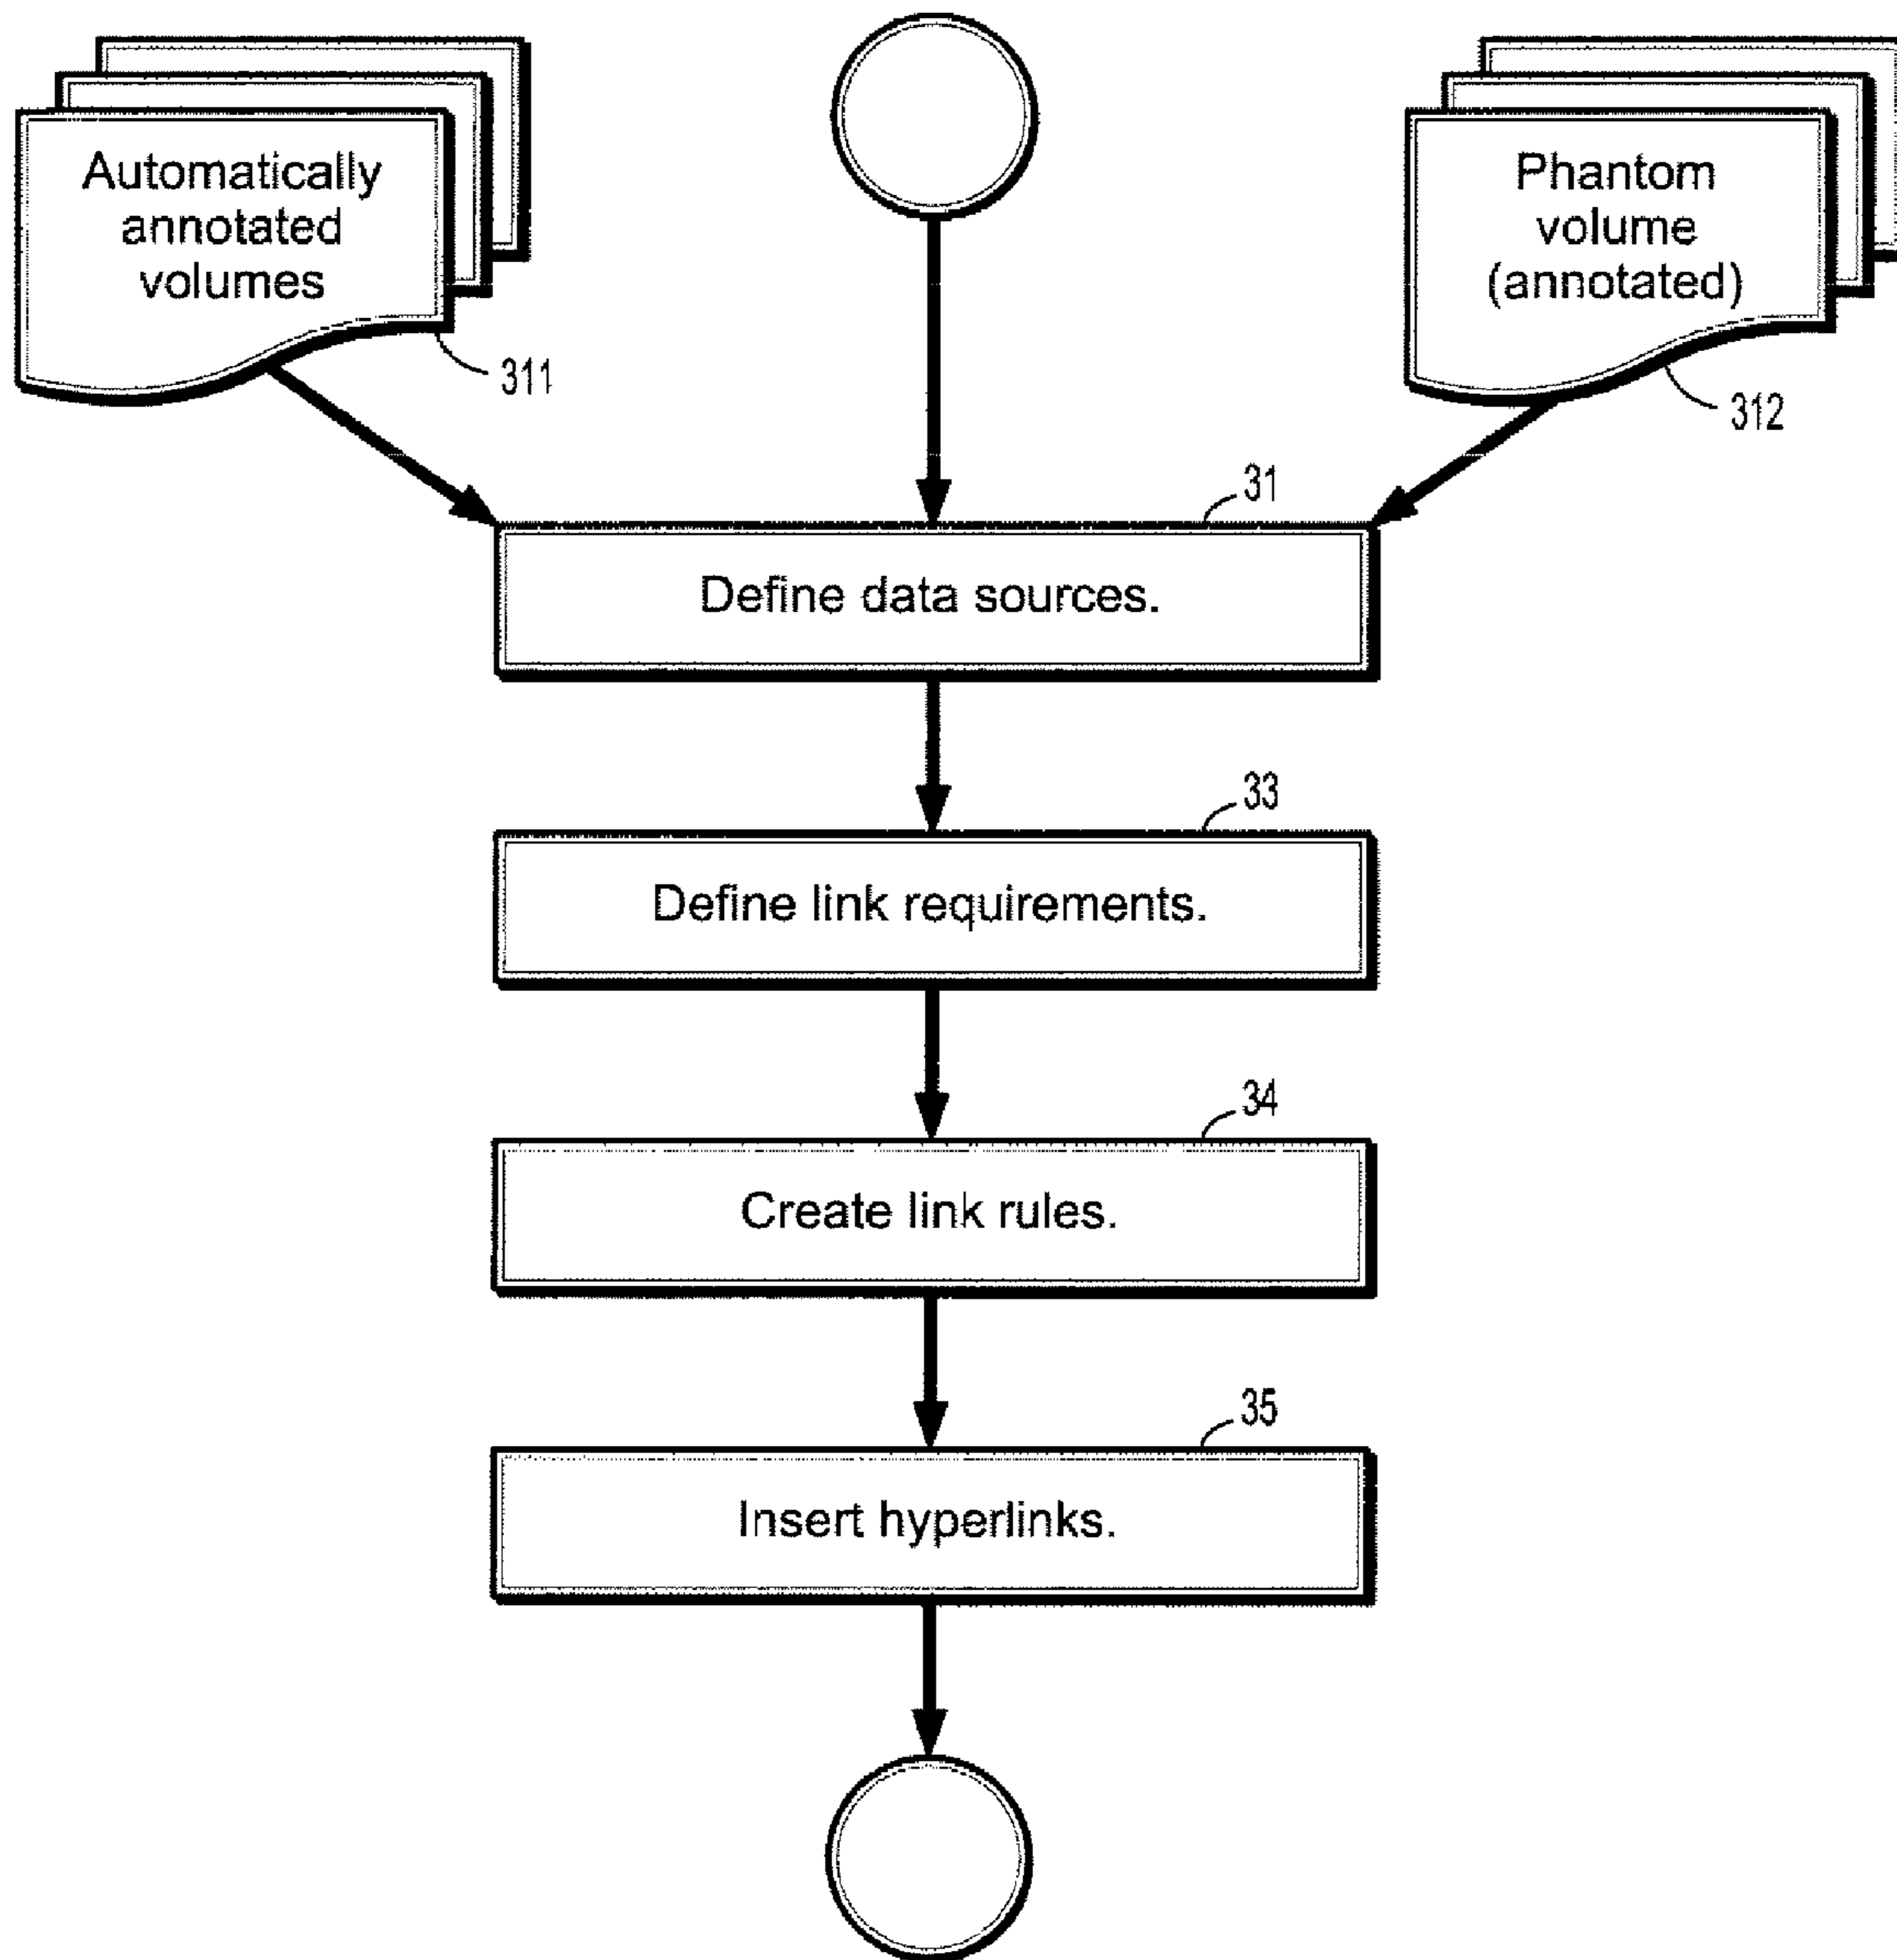 Automatically
annotated
volumes
311
Phantom
volume
(annotated)
312
31
Define data sources.
33
Define link requirements.
34
Create link rules.
35
Insert hyperlinks.